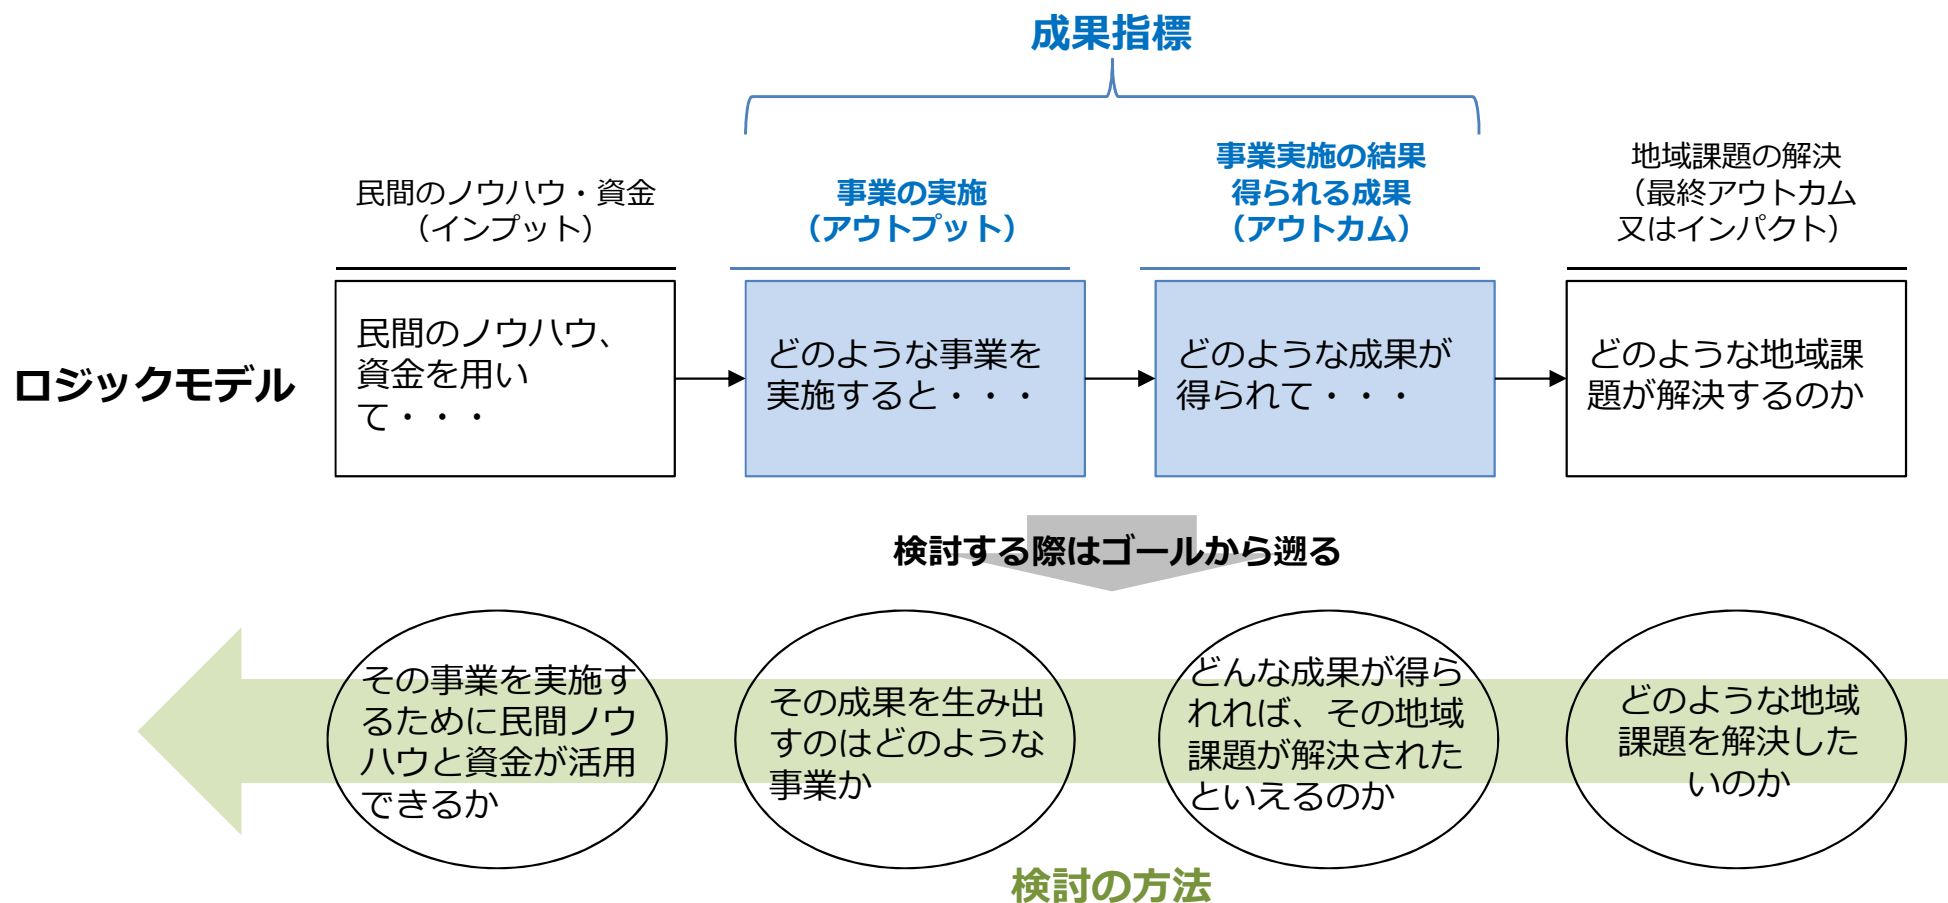 成果指標
民間のノウハウ・資金
（インプット）
事業の実施
（アウトプット）
事業実施の結果
得られる成果
（アウトカム）
地域課題の解決
（最終アウトカム
又はインパクト）
ロジックモデル
民間のノウハウ、
資金を用い
て・・・
どのような事業を
実施すると・・・
どのような成果が
得られて・・・
どのような地域課
題が解決するのか
検討する際はゴールから遡る
その事業を実施す
るために民間ノウ
ハウと資金が活用
できるか
その成果を生み出
すのはどのような
事業か
どんな成果が得ら
れれば、その地域
課題が解決された
といえるのか
どのような地域
課題を解決した
いのか
検討の方法